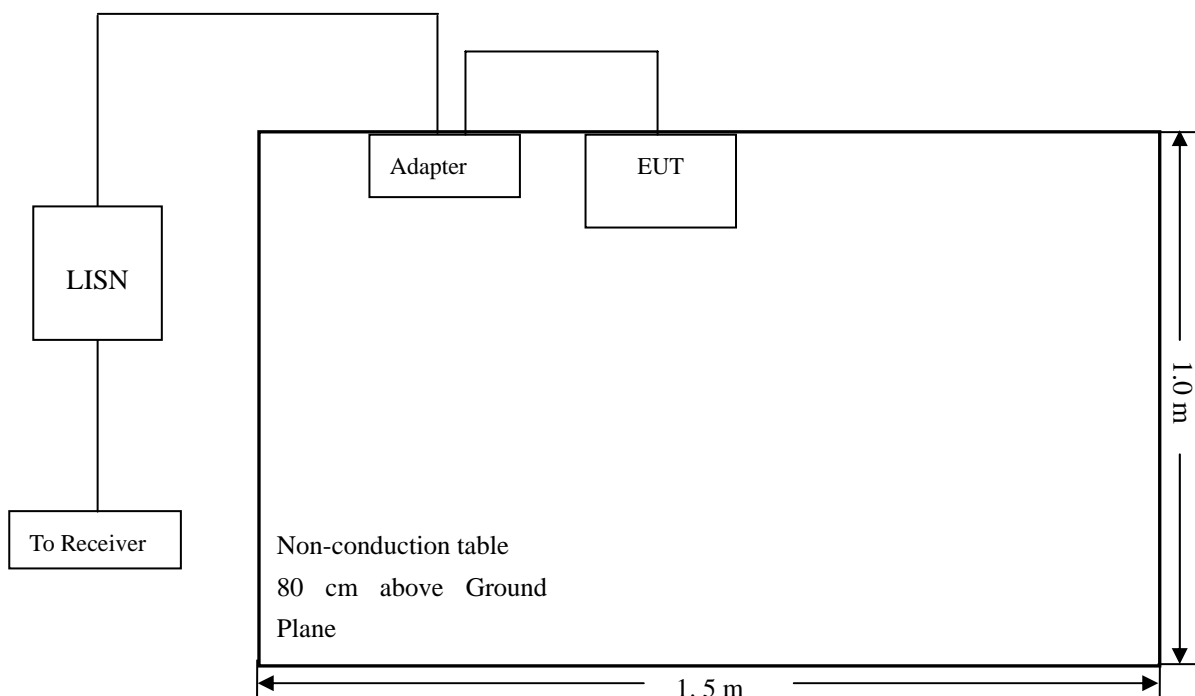 Adapter
EUT
LISN
1.0 m
To Receiver
Non-conduction table
80 cm above Ground
Plane
1. 5 m